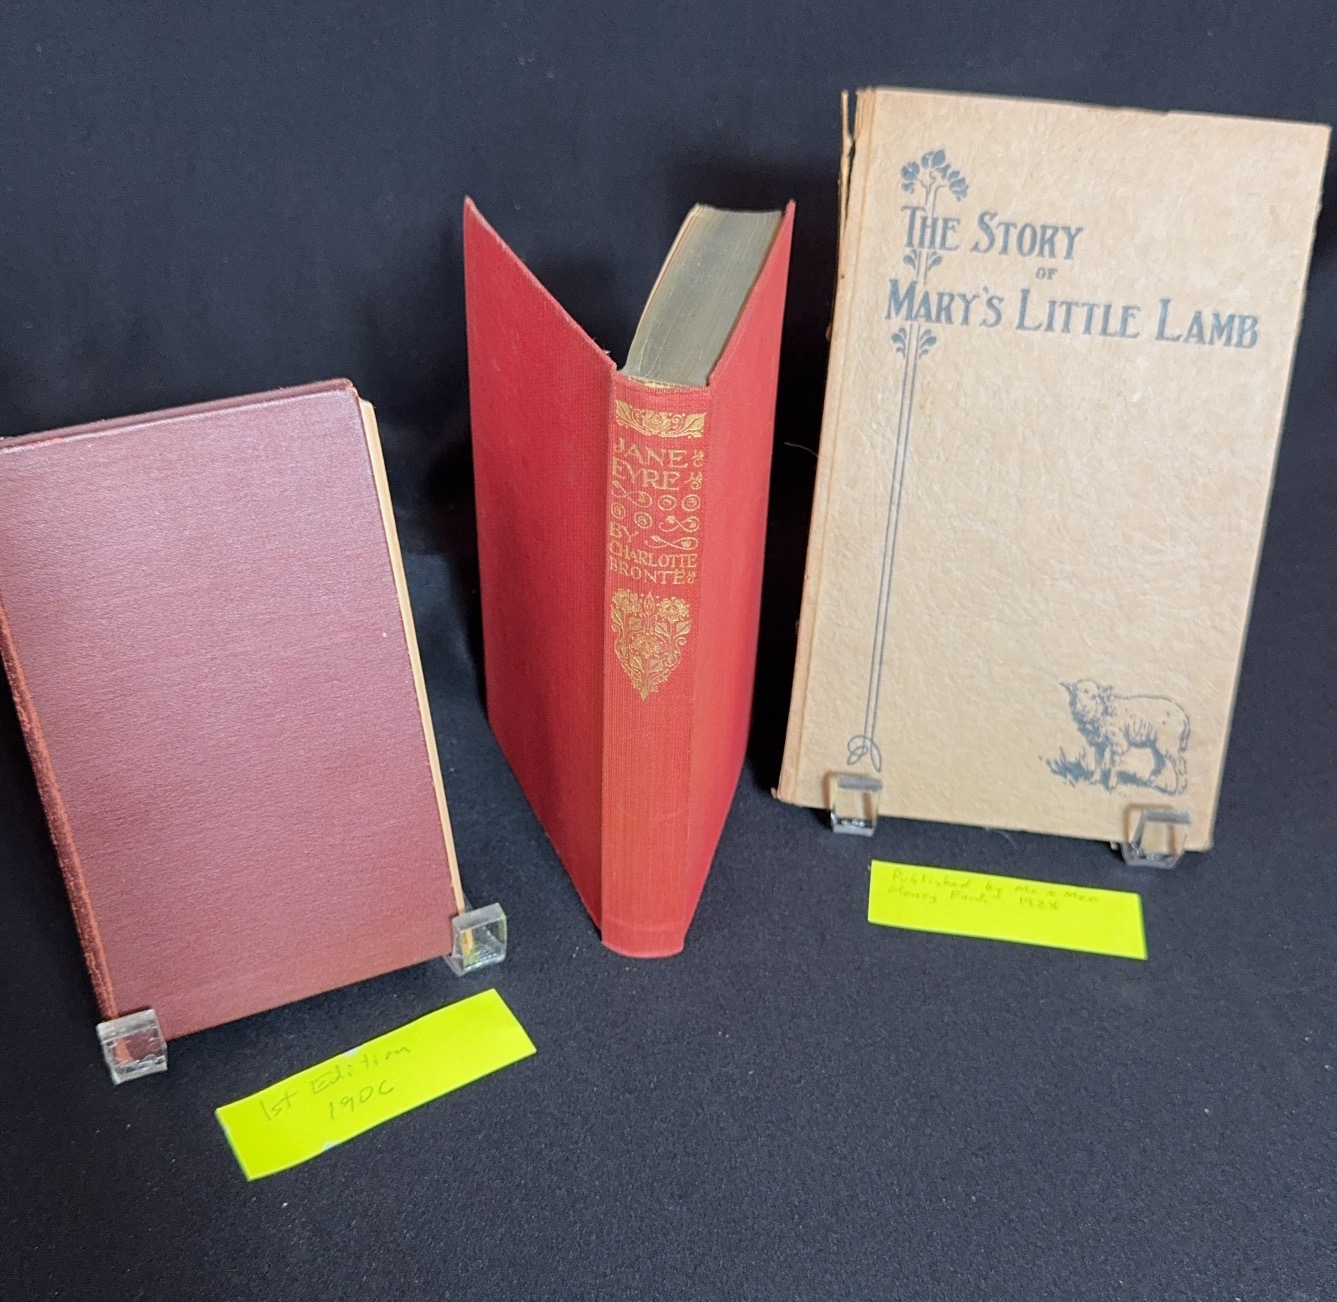 1st Edition
1906
JANE
EYRE
BY
CHARLOTTE
BRONTË
THE STORY
OF
MARY'S LITTLE LAMB
Published by Mr. & Mrs
Henry Ford